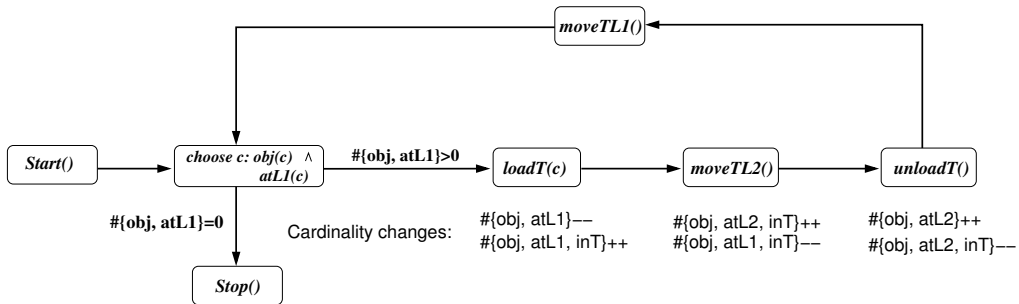 moveTL1()
Start()
choose c: obj(c) ∧
atL1(c)
#{obj, atL1}>0
loadT(c)
moveTL2()
unloadT()
#{obj, atL1}=0
Cardinality changes:
#{obj, atL1}−−
#{obj, atL1, inT}++
#{obj, atL2, inT}++
#{obj, atL1, inT}−−
#{obj, atL2}++
#{obj, atL2, inT}−−
Stop()